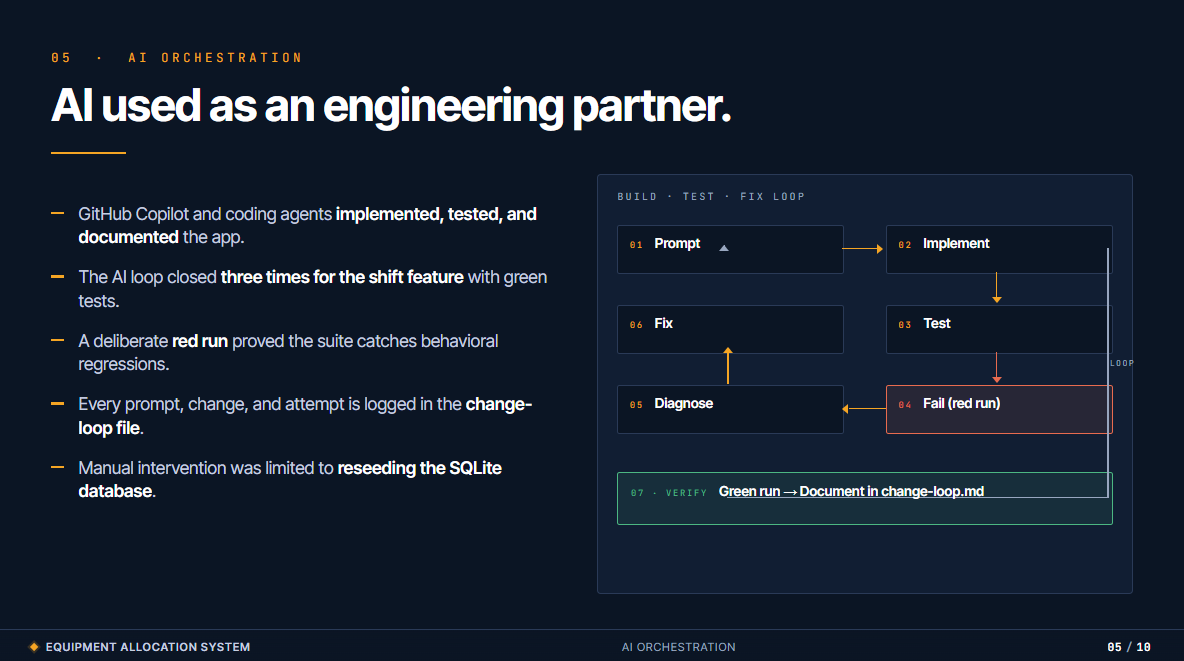 05 · AI ORCHESTRATION
AI used as an engineering partner.
GitHub Copilot and coding agents implemented, tested, and
documented the app.
The AI loop closed three times for the shift feature with green
tests.
A deliberate red run proved the suite catches behavioral
regressions.
Every prompt, change, and attempt is logged in the change-
loop file.
Manual intervention was limited to reseeding the SQLite
database.
BUILD · TEST · FIX LOOP
01 Prompt
02 Implement
06 Fix
03 Test
LOOP
05 Diagnose
04 Fail (red run)
07 · VERIFY Green run → Document in change-loop.md
EQUIPMENT ALLOCATION SYSTEM
AI ORCHESTRATION
05 / 10